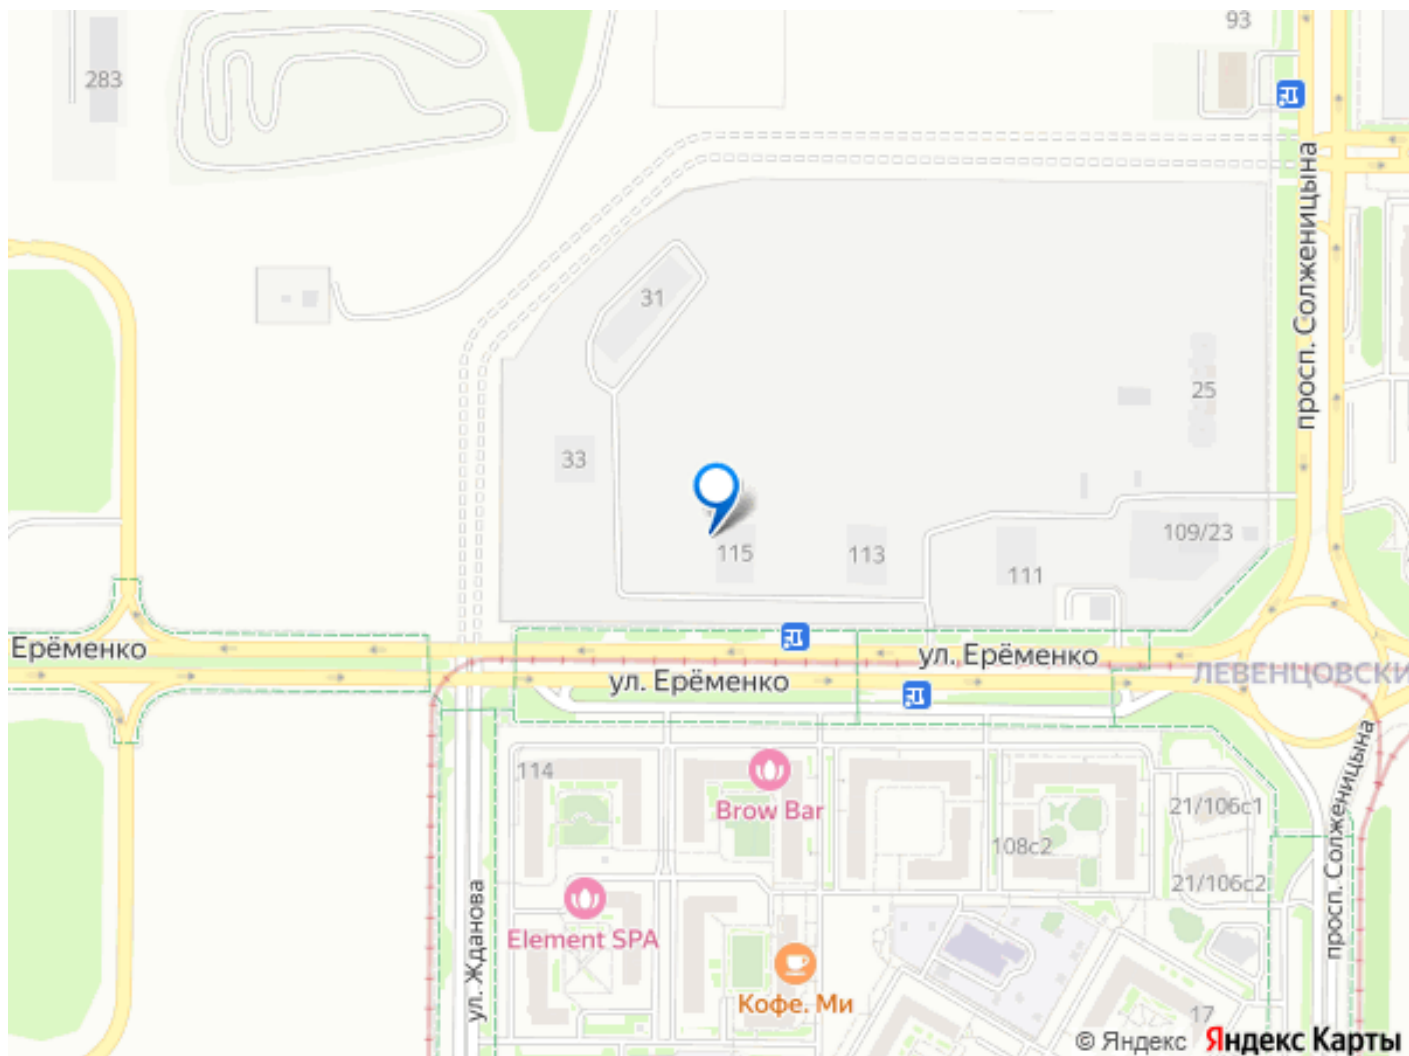 93
283
просп. Солженицына
31
25
33
115
113
109/23
111
Ерёменко
ул. Ерёменко
ул. Ерёменко
ЛЕВЕНЦОВСКИ
114
Brow Bar
21/106с1
108с2
21/106с2
просп. Солженицына
ул. Жданова
Element SPA
Кофе. Ми
17
© Яндекс Яндекс Карты